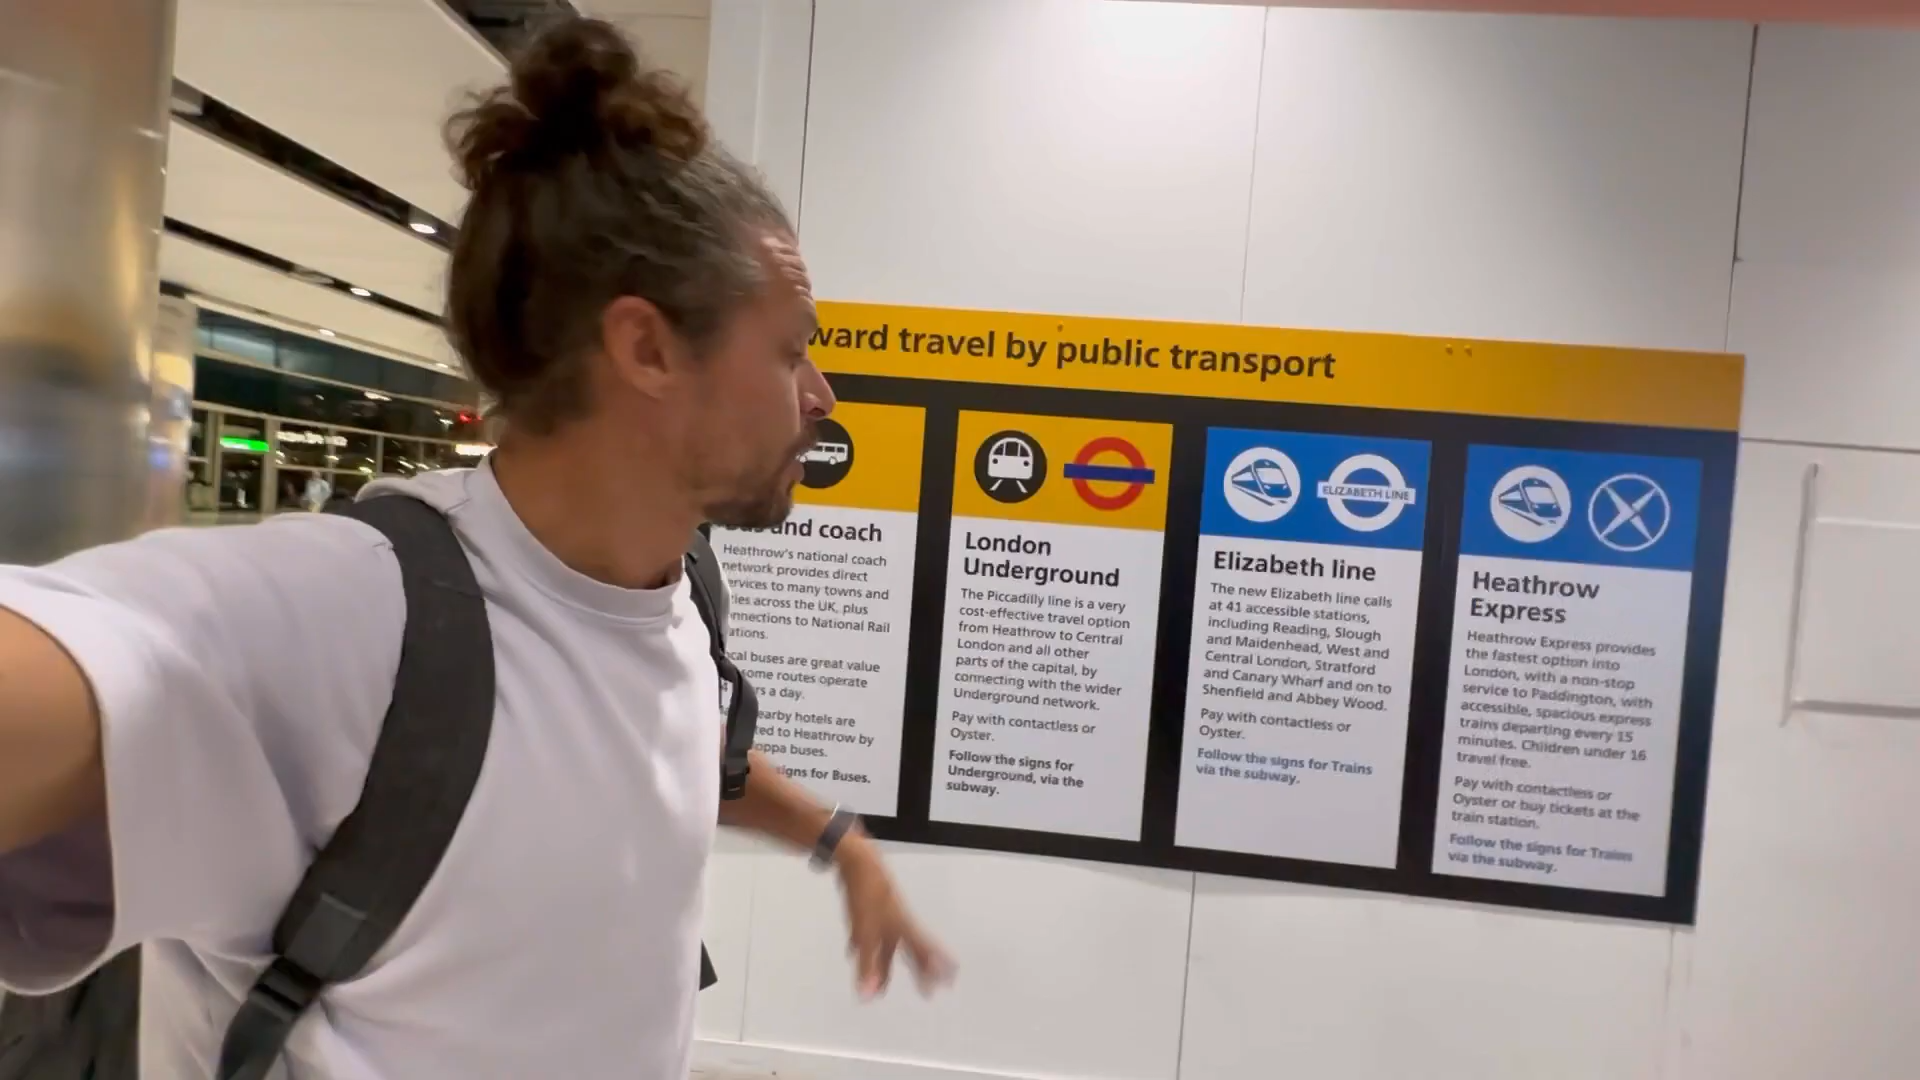 ward travel by public transport
and coach
Heathrow's national coach
network provides direct
services to many towns and
across the UK, plus
connections to National Rail
ations.
cal buses are great value
some routes operate
rs a day.
earby hotels are
ted to Heathrow by
oppa buses.
signs for Buses.
London
Underground
The Piccadilly line is a very
cost-effective travel option
from Heathrow to Central
London and all other
parts of the capital, by
connecting with the wider
Underground network.
Pay with contactless or
Oyster.
Follow the signs for
Underground, via the
subway.
ELIZABETH LINE
Elizabeth line
The new Elizabeth line calls
at 41 accessible stations,
including Reading, Slough
and Maidenhead, West and
Central London, Stratford
and Canary Wharf and on to
Shenfield and Abbey Wood.
Pay with contactless or
Oyster.
Follow the signs for Trains
via the subway.
Heathrow
Express
Heathrow Express provides
the fastest option into
London, with a non-stop
service to Paddington, with
accessible, spacious express
trains departing every 15
minutes. Children under 16
travel free.
Pay with contactless or
Oyster or buy tickets at the
train station.
Follow the signs for Trains
via the subway.